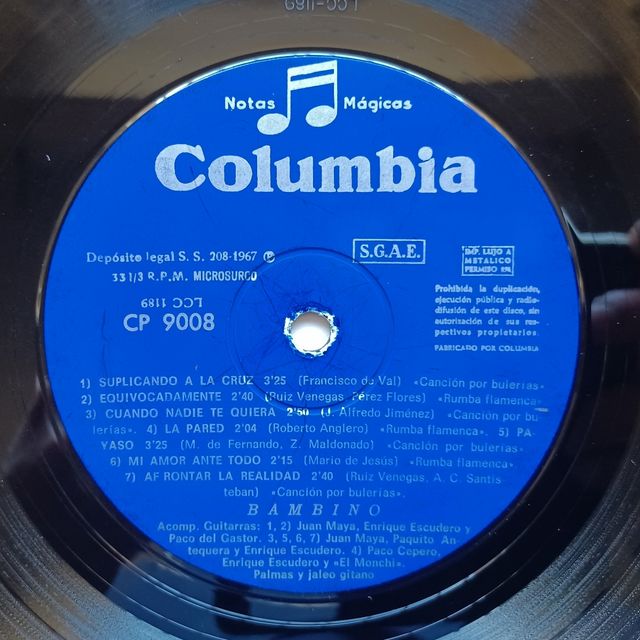 LCC-1189
Notas Mágicas
Columbia
Depósito legal S. S. 208-1967 ℗
33 1/3 R.P.M. MICROSURCO
LCC 1189
CP 9008
S.G.A.E.
IMP. LUJO A
METALICO
PERMISO
Prohibida la duplicación,
ejecución pública y radio-
difusión de este disco, sin
autorización de sus res-
pectivos propietarios.
FABRICADO POR COLUMBIA
1) SUPLICANDO A LA CRUZ 3'25 (Francisco de Val) «Canción por bulerías»
2) EQUIVOCADAMENTE 2'40 (Ruiz Venegas, Pérez Flores) «Rumba flamenca»
3) CUANDO NADIE TE QUIERA 2'50 (J. Alfredo Jiménez) «Canción por bu-
lerías». 4) LA PARED 2'04 (Roberto Anglero) «Rumba flamenca». 5) PA-
YASO 3'25 (M. de Fernando, Z. Maldonado) «Canción por bulerías»
6) MI AMOR ANTE TODO 2'15 (Mario de Jesús) «Rumba flamenca»
7) AFRONTAR LA REALIDAD 2'40 (Ruiz Venegas, A. C. Santis-
teban) «Canción por bulerías».
BAMBINO
Acomp. Guitarras: 1, 2) Juan Maya, Enrique Escudero y
Paco del Gastor. 3, 5, 6, 7) Juan Maya, Paquito An-
tequera y Enrique Escudero. 4) Paco Cepero,
Enrique Escudero y «El Monchi».
Palmas y jaleo gitano